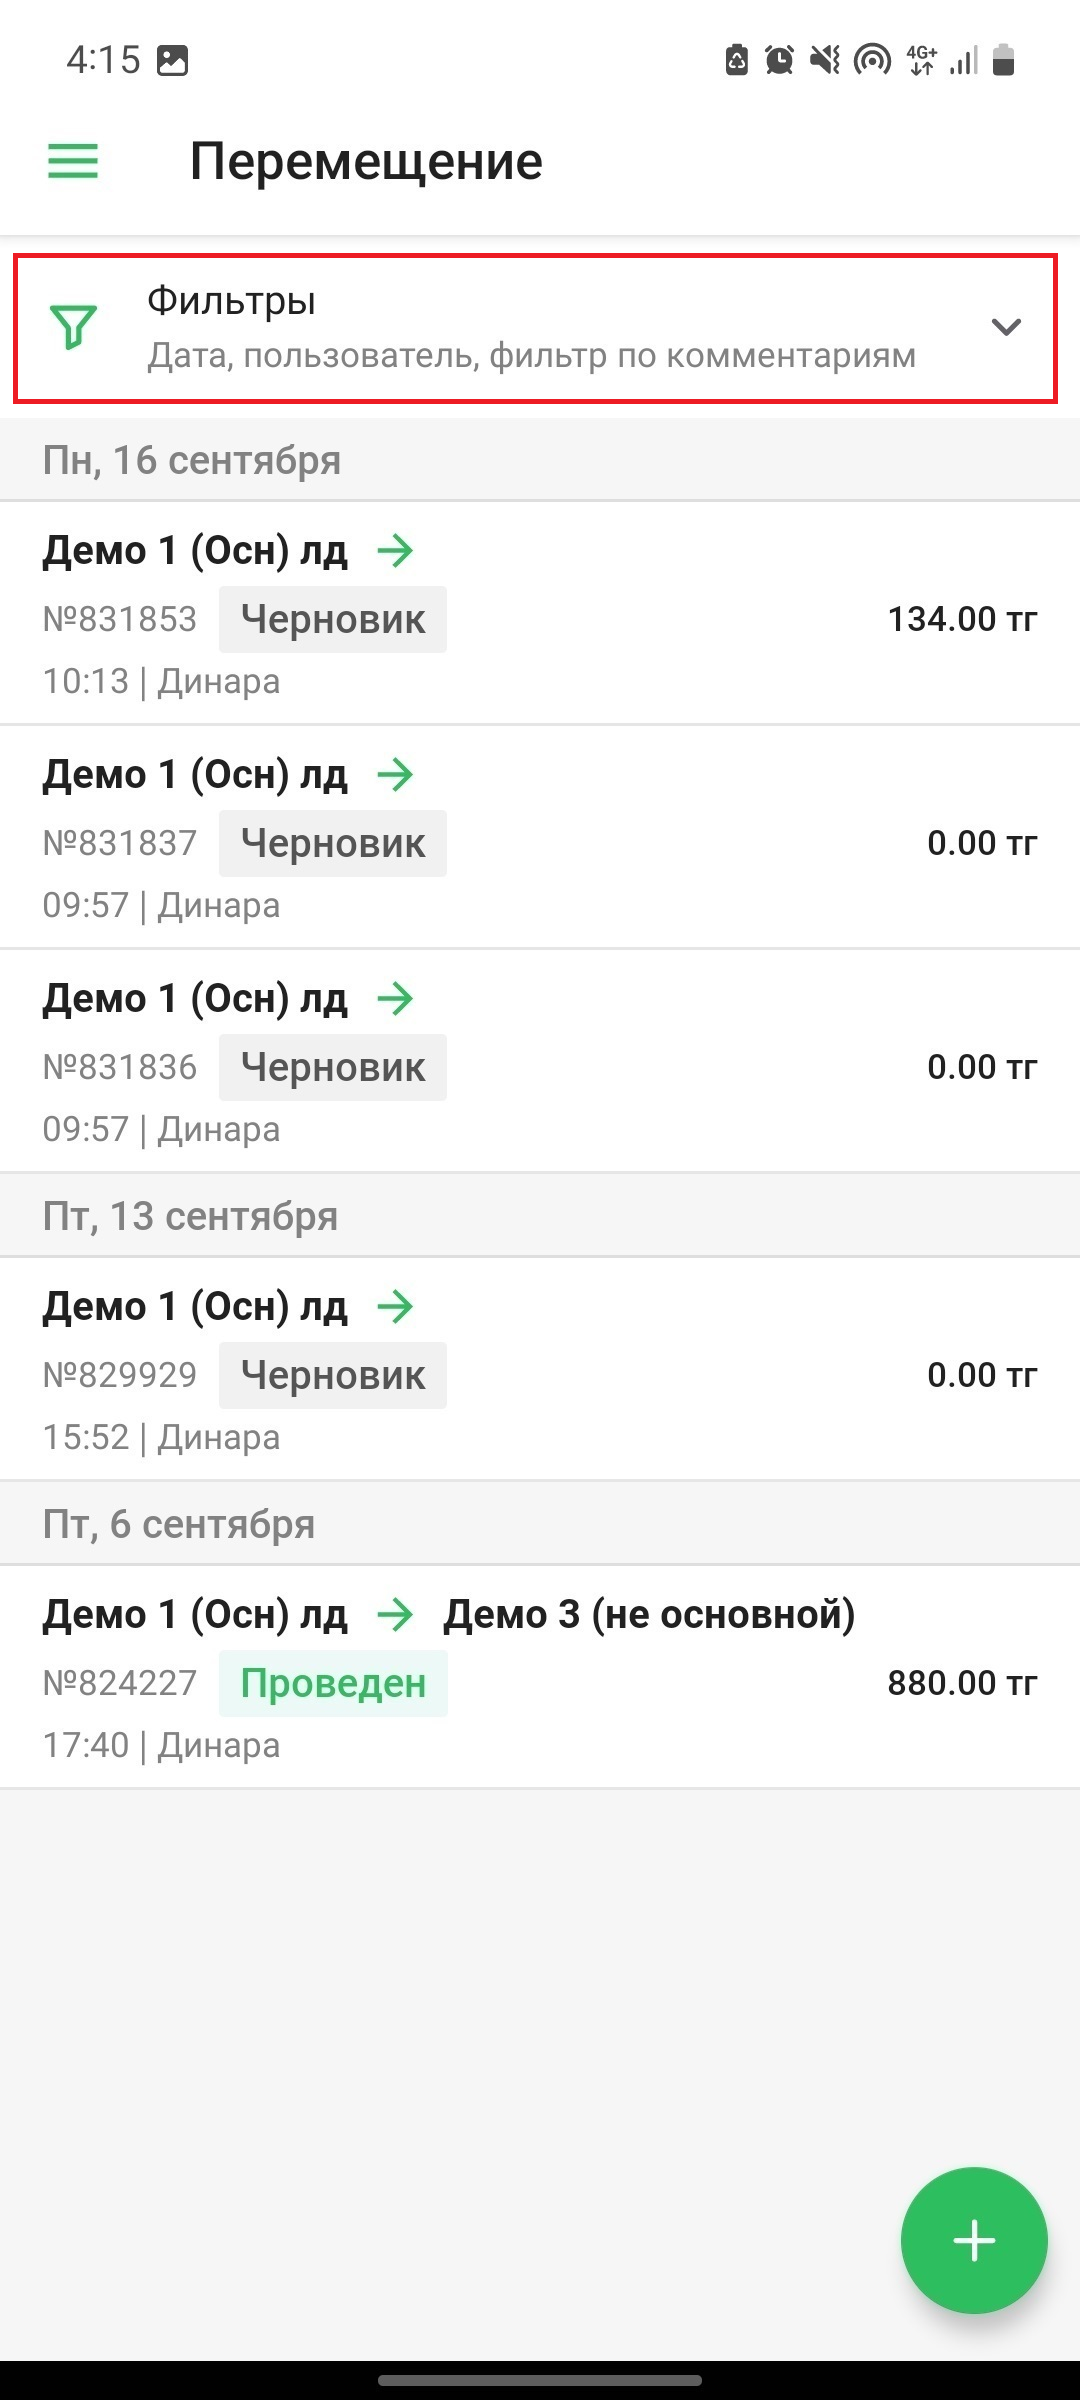 4:15 4G+
Перемещение
Фильтры
Дата, пользователь, фильтр по комментариям
Пн, 16 сентября
Демо 1 (Осн) лд →
№831853 Черновик 134.00 тг
10:13 | Динара
Демо 1 (Осн) лд →
№831837 Черновик 0.00 тг
09:57 | Динара
Демо 1 (Осн) лд →
№831836 Черновик 0.00 тг
09:57 | Динара
Пт, 13 сентября
Демо 1 (Осн) лд →
№829929 Черновик 0.00 тг
15:52 | Динара
Пт, 6 сентября
Демо 1 (Осн) лд → Демо 3 (не основной)
№824227 Проведен 880.00 тг
17:40 | Динара